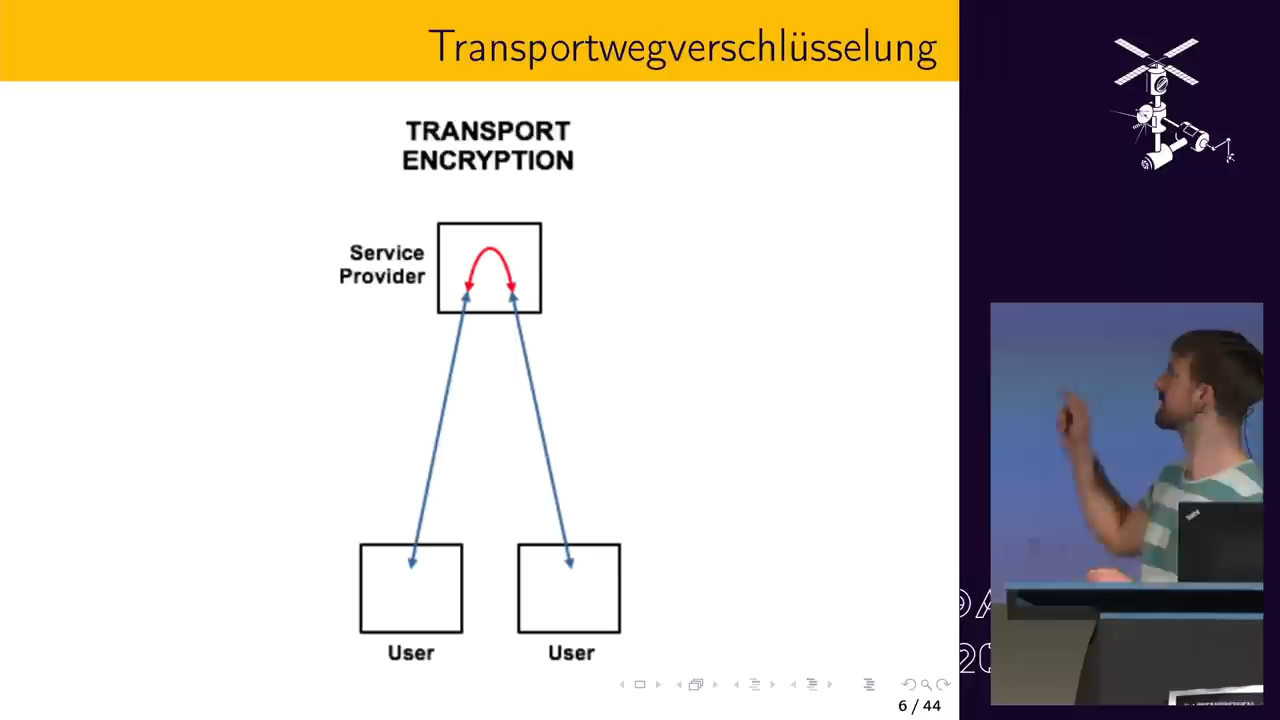 Transportwegverschlüsselung
TRANSPORT
ENCRYPTION
Service
Provider
User
User
6 / 44